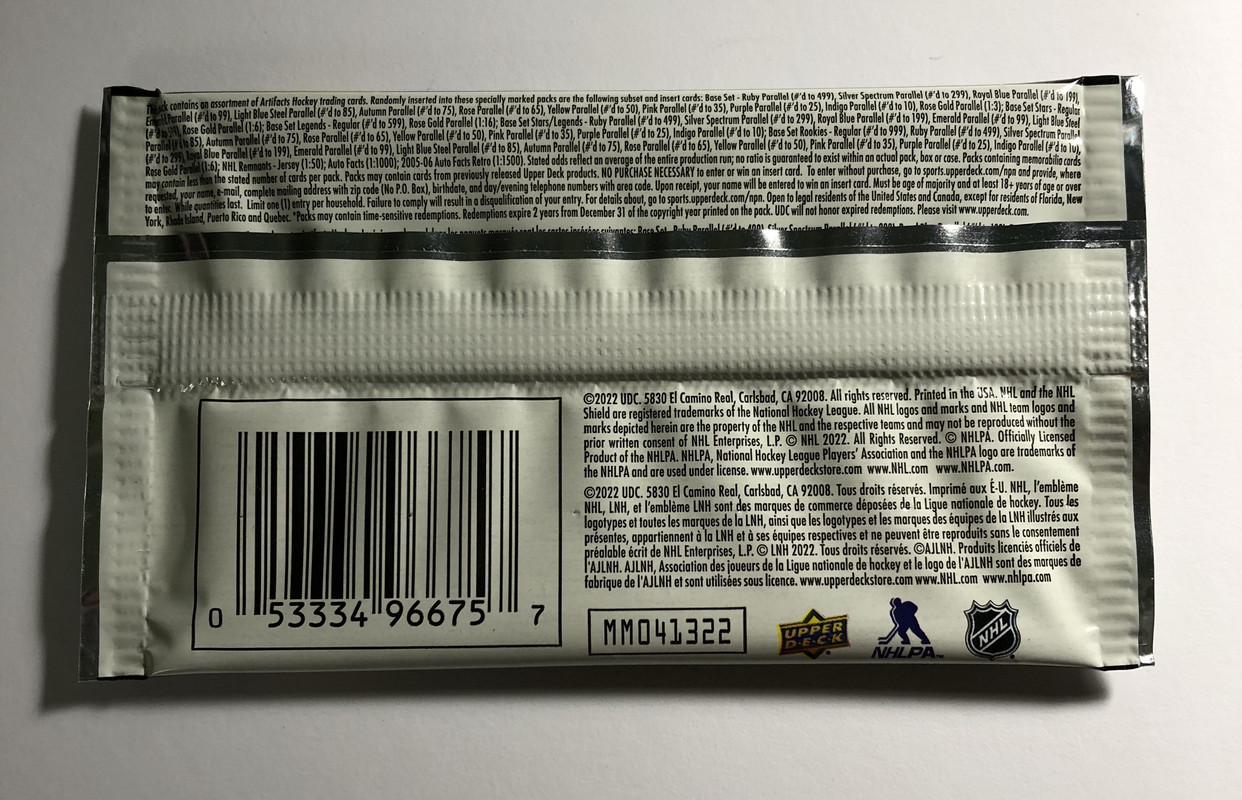 pack contains an assortment of Artifacts Hockey trading cards. Randomly inserted into these specially marked packs are the following subset and insert cards: Base Set - Ruby Parallel (#'d to 499), Silver Spectrum Parallel (#'d to 299), Royal Blue Parallel (#'d to 199),
Parallel (#'d to 99), Light Blue Steel Parallel (#'d to 85), Autumn Parallel (#'d to 75), Rose Parallel (#'d to 65), Yellow Parallel (#'d to 50), Pink Parallel (#'d to 35), Purple Parallel (#'d to 25), Indigo Parallel (#'d to 10), Rose Gold Parallel (1:3); Base Set Stars - Regular
Rose Gold Parallel (1:6); Base Set Legends - Regular (#'d to 599), Rose Gold Parallel (1:16); Base Set Stars/Legends - Ruby Parallel (#'d to 499), Silver Spectrum Parallel (#'d to 299), Royal Blue Parallel (#'d to 199), Emerald Parallel (#'d to 99), Light Blue Steel
Parallel (#'d to 85), Autumn Parallel (#'d to 75), Rose Parallel (#'d to 65), Yellow Parallel (#'d to 50), Pink Parallel (#'d to 35), Purple Parallel (#'d to 25), Indigo Parallel (#'d to 10); Base Set Rookies - Regular (#'d to 999), Ruby Parallel (#'d to 499), Silver Spectrum Parallel
Royal Blue Parallel (#'d to 199), Emerald Parallel (#'d to 99), Light Blue Steel Parallel (#'d to 85), Autumn Parallel (#'d to 75), Rose Parallel (#'d to 65), Yellow Parallel (#'d to 50), Pink Parallel (#'d to 35), Purple Parallel (#'d to 25), Indigo Parallel (#'d to 10),
Rose Gold Parallel (1:6); NHL Remnants - Jersey (1:50); Auto Facts (1:1000); 2005-06 Auto Facts Retro (1:1500). Stated odds reflect an average of the entire production run; no ratio is guaranteed to exist within an actual pack, box or case. Packs containing memorabilia cards
may contain less than the stated number of cards per pack. Packs may contain cards from previously released Upper Deck products. NO PURCHASE NECESSARY to enter or win an insert card. To enter without purchase, go to sports.upperdeck.com/npn and provide, where
requested, your name, e-mail, complete mailing address with zip code (No P.O. Box), birthdate, and day/evening telephone numbers with area code. Upon receipt, your name will be entered to win an insert card. Must be age of majority and at least 18+ years of age or over
to enter. While quantities last. Limit one (1) entry per household. Failure to comply will result in a disqualification of your entry. For details, go to sports.upperdeck.com/npn. Open to legal residents of the United States and Canada, except for residents of Florida, New
York, Rhode Island, Puerto Rico and Quebec. *Packs may contain time-sensitive redemptions. Redemptions expire 2 years from December 31 of the copyright year printed on the pack. UDC will not honor expired redemptions. Please visit www.upperdeck.com.
©2022 UDC. 5830 El Camino Real, Carlsbad, CA 92008. All rights reserved. Printed in the USA. NHL and the NHL
Shield are registered trademarks of the National Hockey League. All NHL logos and marks and NHL team logos and
marks depicted herein are the property of the NHL and the respective teams and may not be reproduced without the
prior written consent of NHL Enterprises, L.P. © NHL 2022. All Rights Reserved. © NHLPA. Officially Licensed
Product of the NHLPA. NHLPA, National Hockey League Players' Association and the NHLPA logo are trademarks of
the NHLPA and are used under license. www.upperdeckstore.com www.NHL.com www.NHLPA.com.
©2022 UDC. 5830 El Camino Real, Carlsbad, CA 92008. Tous droits réservés. Imprimé aux É-U. NHL, l'emblème
NHL, LNH, et l'emblème LNH sont des marques de commerce déposées de la Ligue nationale de hockey. Tous les
logotypes et toutes les marques de la LNH, ainsi que les logotypes et les marques des équipes de la LNH illustrés aux
présentes, appartiennent à la LNH et à ses équipes respectives et ne peuvent être reproduits sans le consentement
préalable écrit de NHL Enterprises, L.P. © LNH 2022. Tous droits réservés. ©AJLNH. Produits licenciés officiels de
l'AJLNH. AJLNH, Association des joueurs de la Ligue nationale de hockey et le logo de l'AJLNH sont des marques de
fabrique de l'AJLNH et sont utilisées sous licence. www.upperdeckstore.com www.NHL.com www.nhlpa.com
0 53334 96675 7
MM041322
UPPER
D·E·C·K
NHLPA
NHL